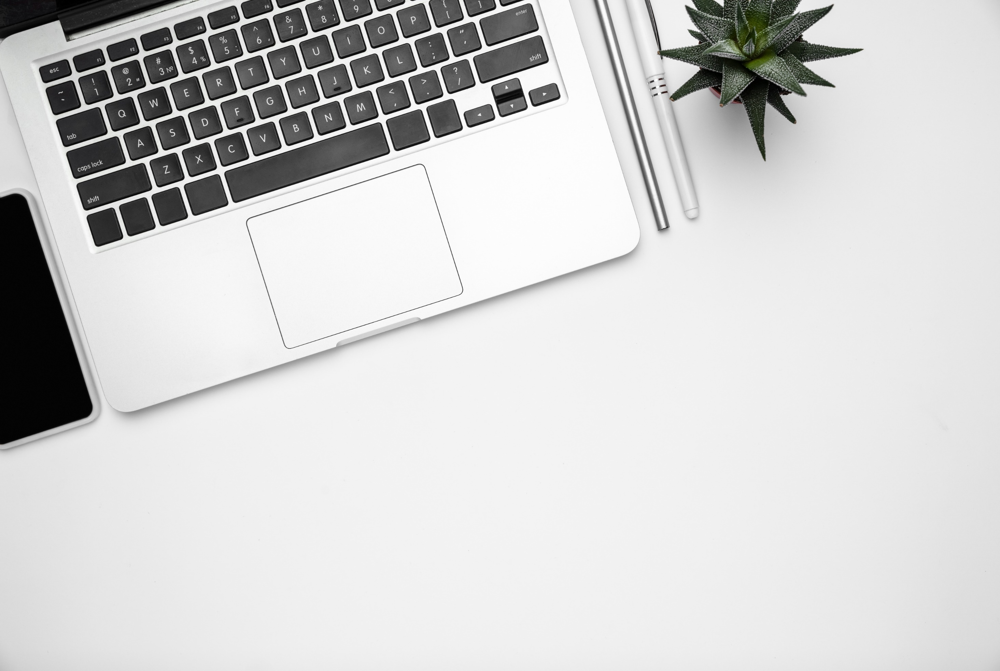 esc F1 F2 F3 F4 F5 F6
~ ` ! 1 @ 2 " # 3 № $ 4 % % 5 : ^ 6 , & 7 . * 8 ; 9
tab Q W E R T Y U I O P { [ ] enter
caps lock A S D F G H J K L : ; " '
shift Z X C V B N M < , > . ? / shift
◂ ▴ ▾ ▸